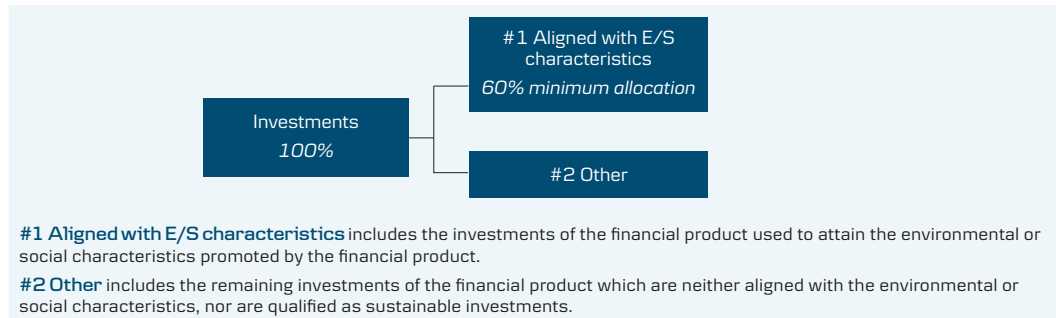 #1 Aligned with E/S
characteristics
60% minimum allocation
Investments
100%
#2 Other
#1 Aligned with E/S characteristics includes the investments of the financial product used to attain the environmental or
social characteristics promoted by the financial product.
#2 Other includes the remaining investments of the financial product which are neither aligned with the environmental or
social characteristics, nor are qualified as sustainable investments.